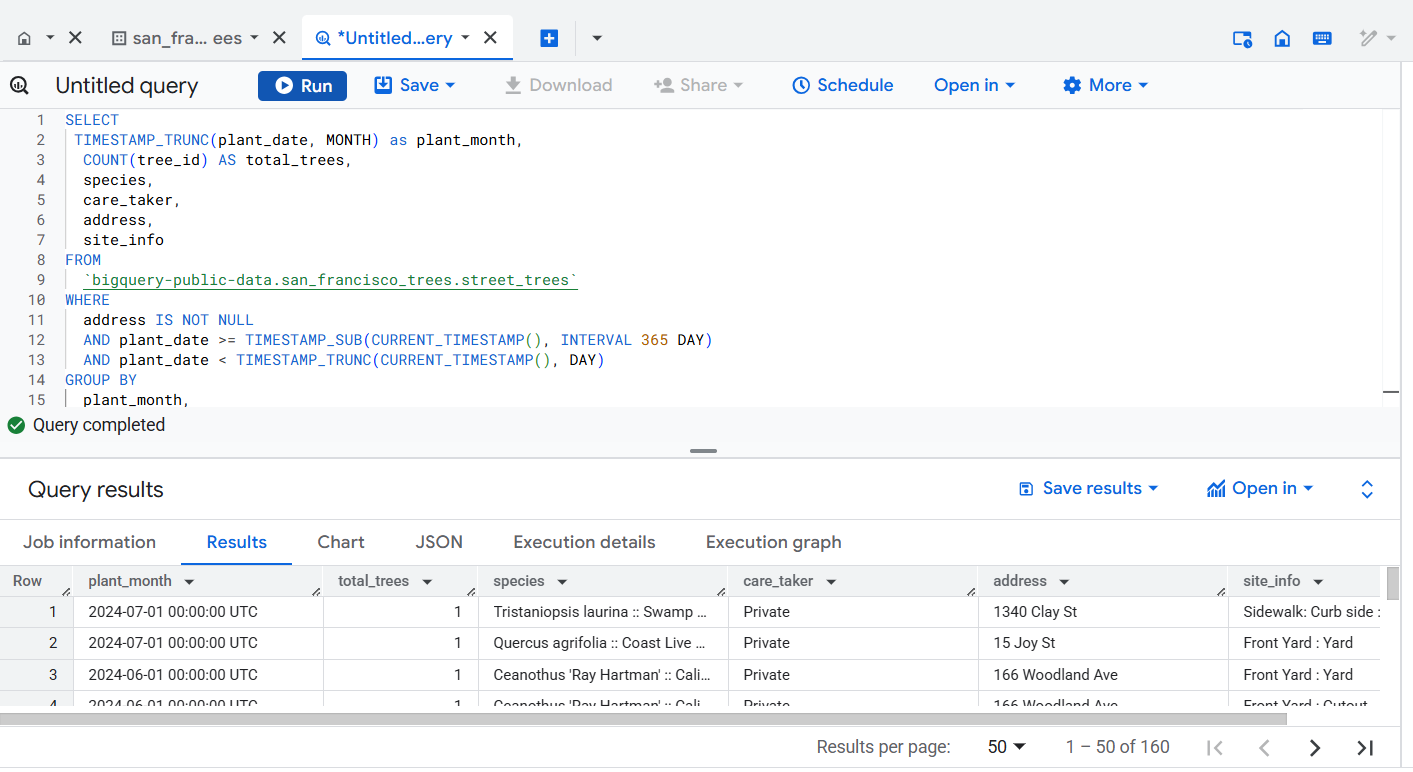 san_fra... ees
*Untitled...ery
Untitled query Run Save Download Share Schedule Open in More
1 SELECT
2 TIMESTAMP_TRUNC(plant_date, MONTH) as plant_month,
3 COUNT(tree_id) AS total_trees,
4 species,
5 care_taker,
6 address,
7 site_info
8 FROM
9 `bigquery-public-data.san_francisco_trees.street_trees`
10 WHERE
11 address IS NOT NULL
12 AND plant_date >= TIMESTAMP_SUB(CURRENT_TIMESTAMP(), INTERVAL 365 DAY)
13 AND plant_date < TIMESTAMP_TRUNC(CURRENT_TIMESTAMP(), DAY)
14 GROUP BY
15 plant_month,
Query completed
Query results Save results Open in
Job information Results Chart JSON Execution details Execution graph
Row plant_month total_trees species care_taker address site_info
1 2024-07-01 00:00:00 UTC 1 Tristaniopsis laurina :: Swamp ... Private 1340 Clay St Sidewalk: Curb side :
2 2024-07-01 00:00:00 UTC 1 Quercus agrifolia :: Coast Live ... Private 15 Joy St Front Yard : Yard
3 2024-06-01 00:00:00 UTC 1 Ceanothus 'Ray Hartman' :: Cali... Private 166 Woodland Ave Front Yard : Yard
4 2024-06-01 00:00:00 UTC 1 Ceanothus 'Ray Hartman' :: Cali... Private 166 Woodland Ave Front Yard : Cutout
Results per page: 50 1 – 50 of 160